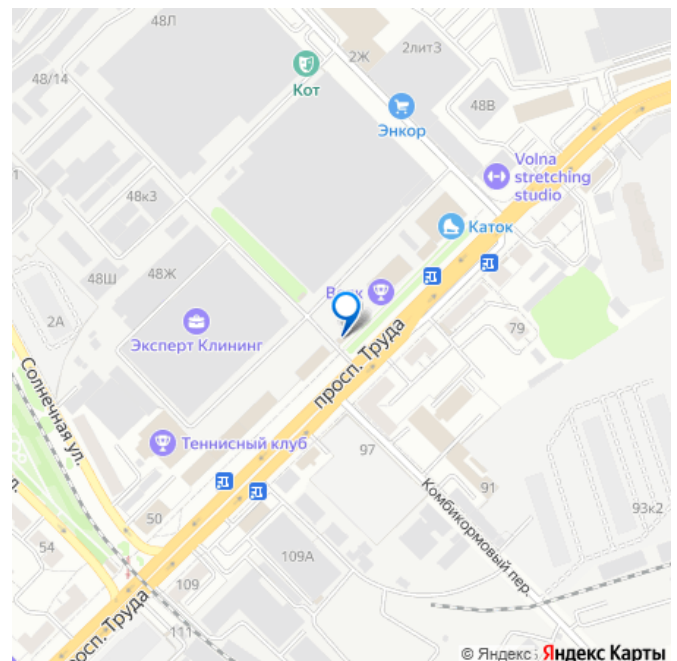 48Л
2Ж
2литЗ
48/14
Кот
48В
Энкор
Volna
stretching
studio
1
48к3
Каток
48Ш
48Ж
2А
79
Эксперт Клининг
просп. Труда
Солнечная ул.
Теннисный клуб
97
Комбикормовый пер.
91
50
93к2
54
109А
109
просп. Труда
111
© Яндекс
Яндекс Карты